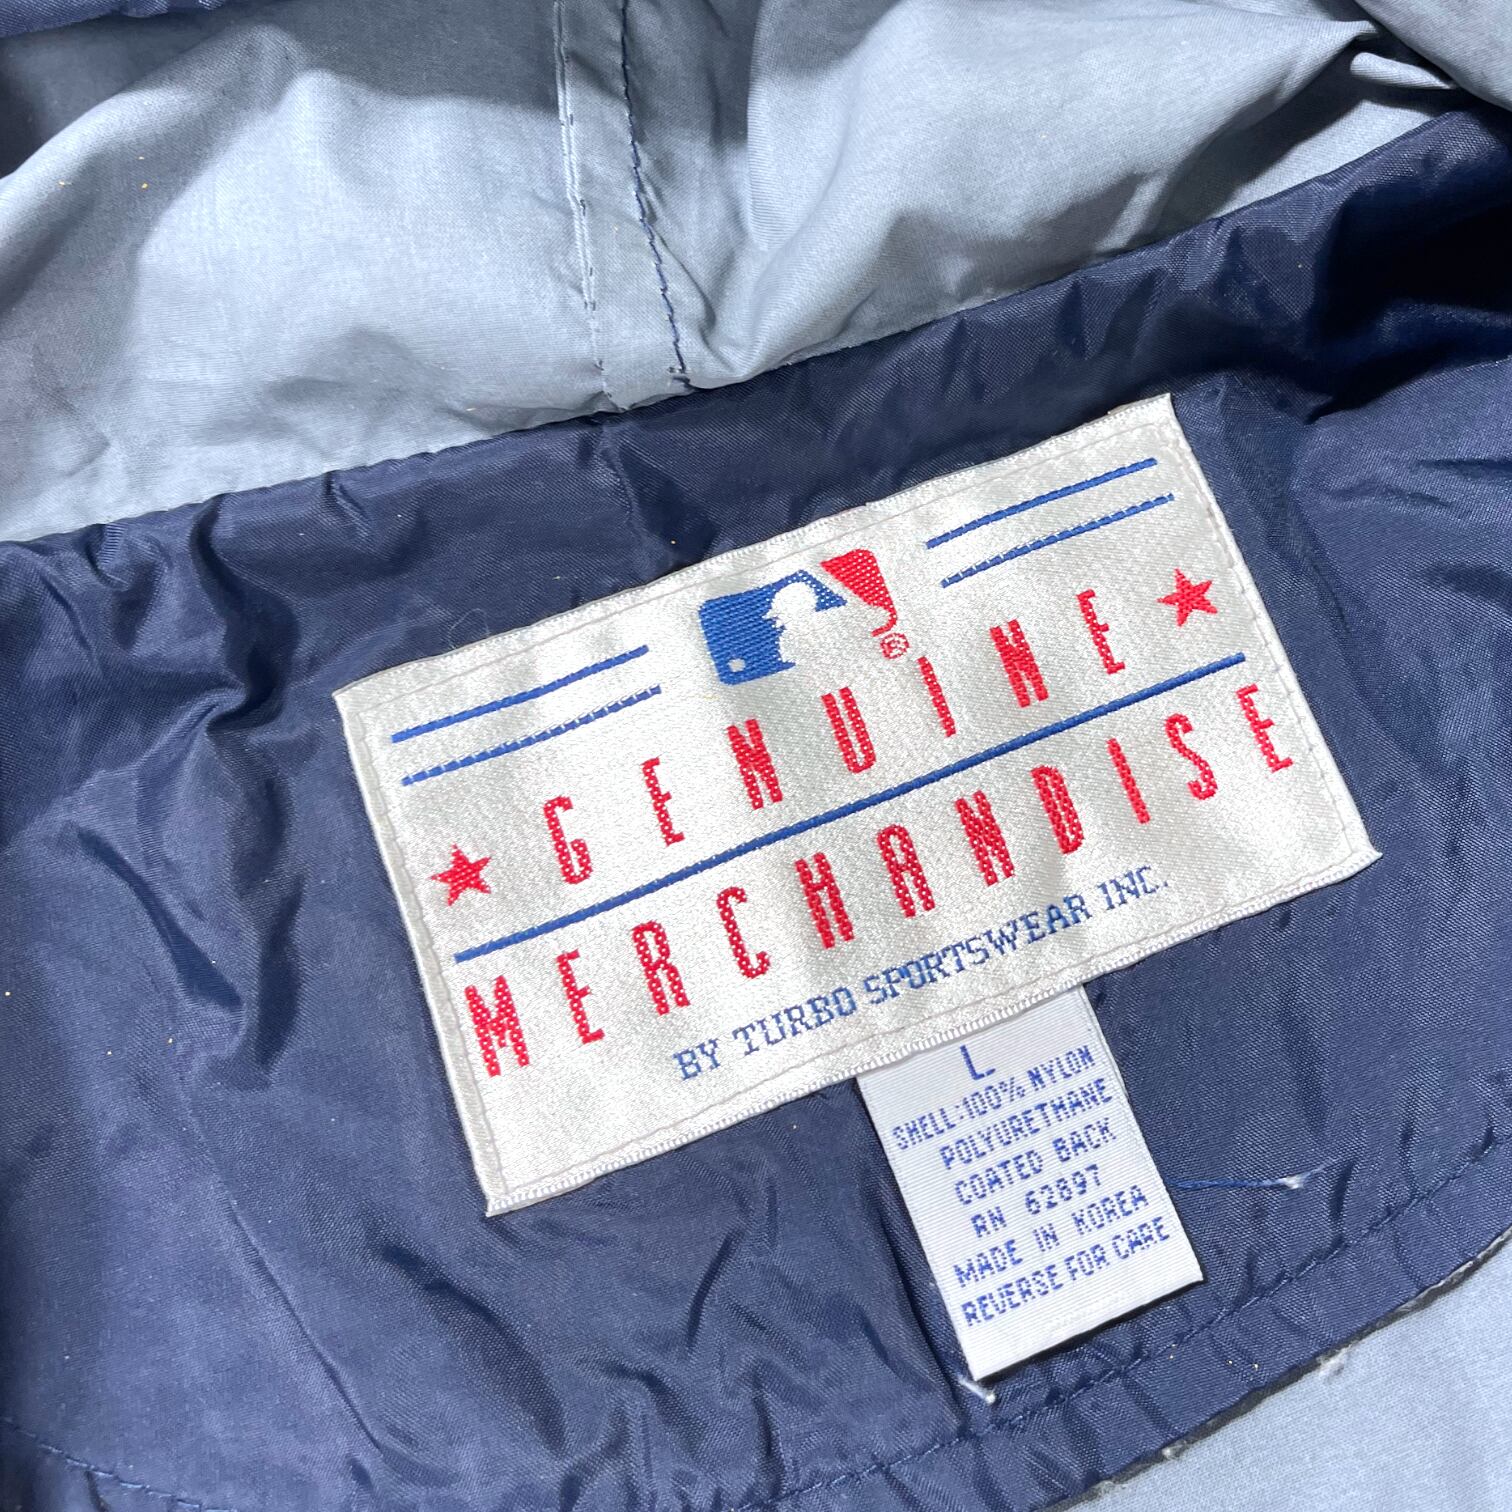 ®
GENUINE
MERCHANDISE
BY TURBO SPORTSWEAR INC.
L
SHELL:100% NYLON
POLYURETHANE
COATED BACK
RN 62897
MADE IN KOREA
REVERSE FOR CARE